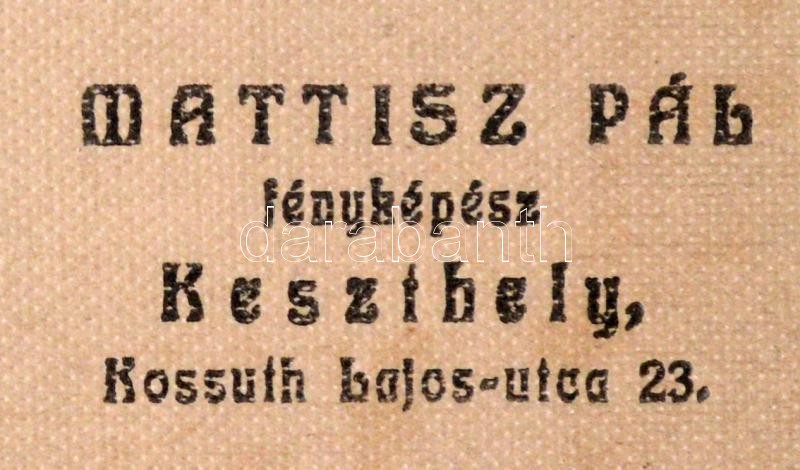 MATTISZ PÁL
fényképész
darabanth
Keszthely,
Kossuth Lajos-utca 23.